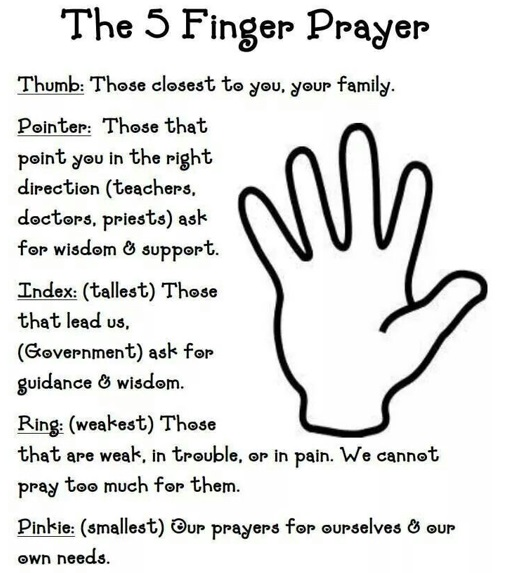 The 5 Finger Prayer
Thumb: Those closest to you, your family.
Pointer: Those that
point you in the right
direction (teachers,
doctors, priests) ask
for wisdom & support.
Index: (tallest) Those
that lead us,
(Government) ask for
guidance & wisdom.
Ring: (weakest) Those
that are weak, in trouble, or in pain. We cannot
pray too much for them.
Pinkie: (smallest) Our prayers for ourselves & our
own needs.